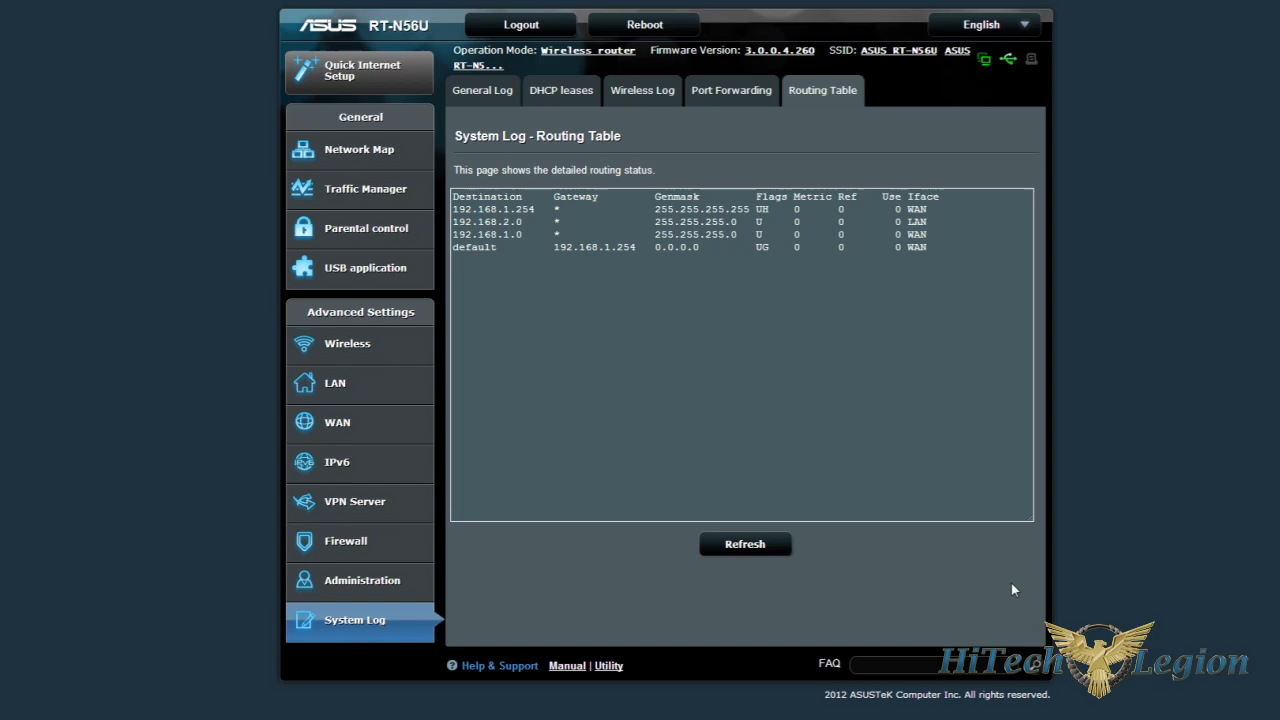 ASUS RT-N56U
Logout
Reboot
English
Operation Mode: Wireless router Firmware Version: 3.0.0.4.260 SSID: ASUS RT-N56U ASUS
RT-N5...
Quick Internet
Setup
General
Network Map
Traffic Manager
Parental control
USB application
Advanced Settings
Wireless
LAN
WAN
IPv6
VPN Server
Firewall
Administration
System Log
General Log
DHCP leases
Wireless Log
Port Forwarding
Routing Table
System Log - Routing Table
This page shows the detailed routing status.
Destination Gateway Genmask Flags Metric Ref Use Iface
192.168.1.254 * 255.255.255.255 UH 0 0 0 WAN
192.168.2.0 * 255.255.255.0 U 0 0 0 LAN
192.168.1.0 * 255.255.255.0 U 0 0 0 WAN
default 192.168.1.254 0.0.0.0 UG 0 0 0 WAN
Refresh
Help & Support Manual | Utility
FAQ
HiTech Legion
2012 ASUSTeK Computer Inc. All rights reserved.